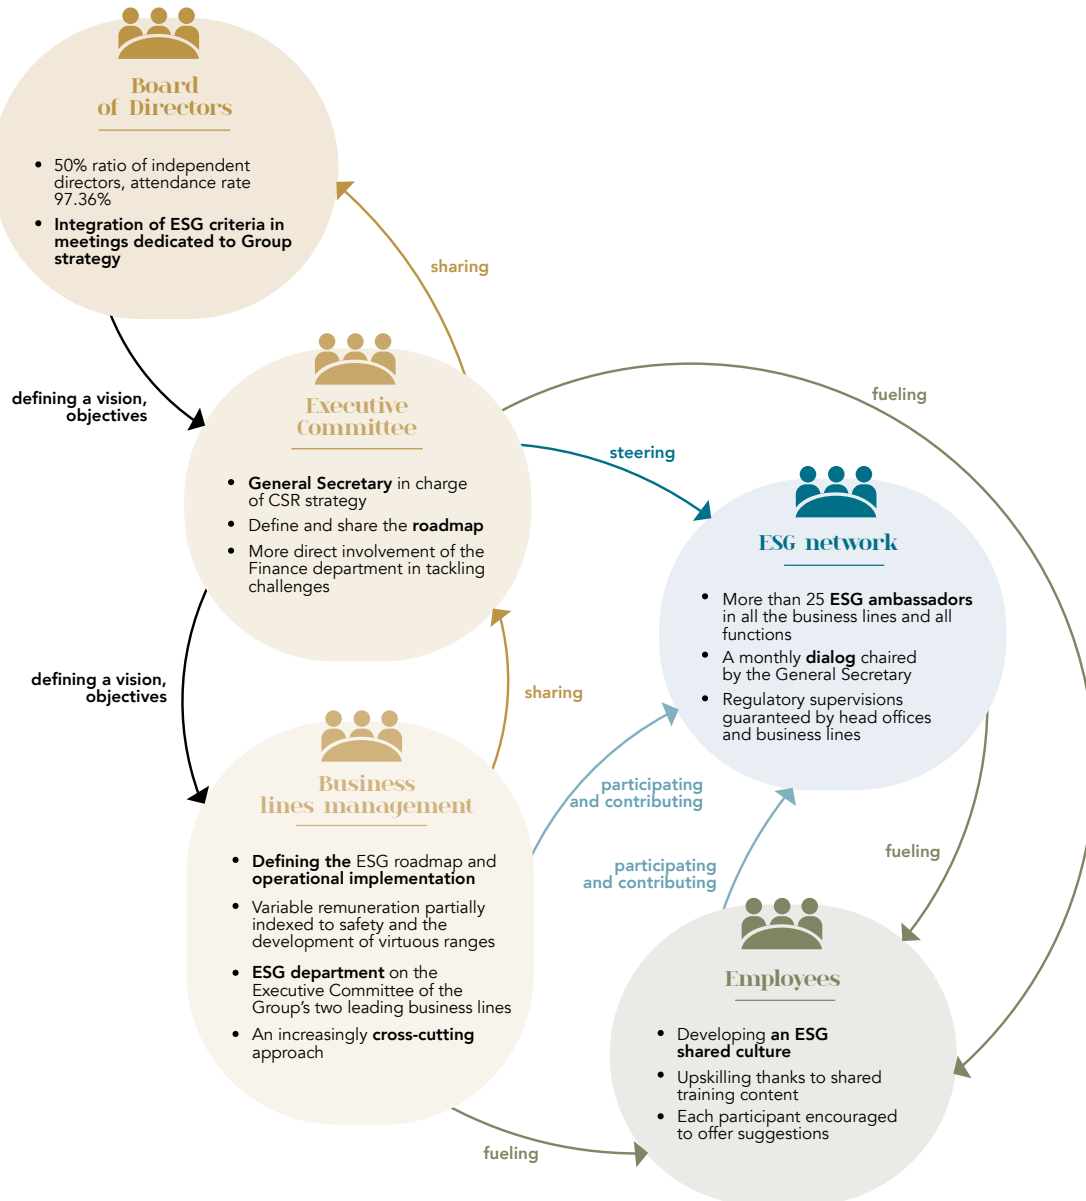 Board
of Directors
• 50% ratio of independent
directors, attendance rate
97.36%
• Integration of ESG criteria in
meetings dedicated to Group
strategy
sharing
defining a vision,
objectives
fueling
Executive
Committee
• General Secretary in charge
of CSR strategy
• Define and share the roadmap
• More direct involvement of the
Finance department in tackling
challenges
steering
ESG network
• More than 25 ESG ambassadors
in all the business lines and all
functions
• A monthly dialog chaired
by the General Secretary
• Regulatory supervisions
guaranteed by head offices
and business lines
defining a vision,
objectives
sharing
Business
lines management
• Defining the ESG roadmap and
operational implementation
• Variable remuneration partially
indexed to safety and the
development of virtuous ranges
• ESG department on the
Executive Committee of the
Group's two leading business lines
• An increasingly cross-cutting
approach
participating
and contributing
participating
and contributing
fueling
Employees
• Developing an ESG
shared culture
• Upskilling thanks to shared
training content
• Each participant encouraged
to offer suggestions
fueling